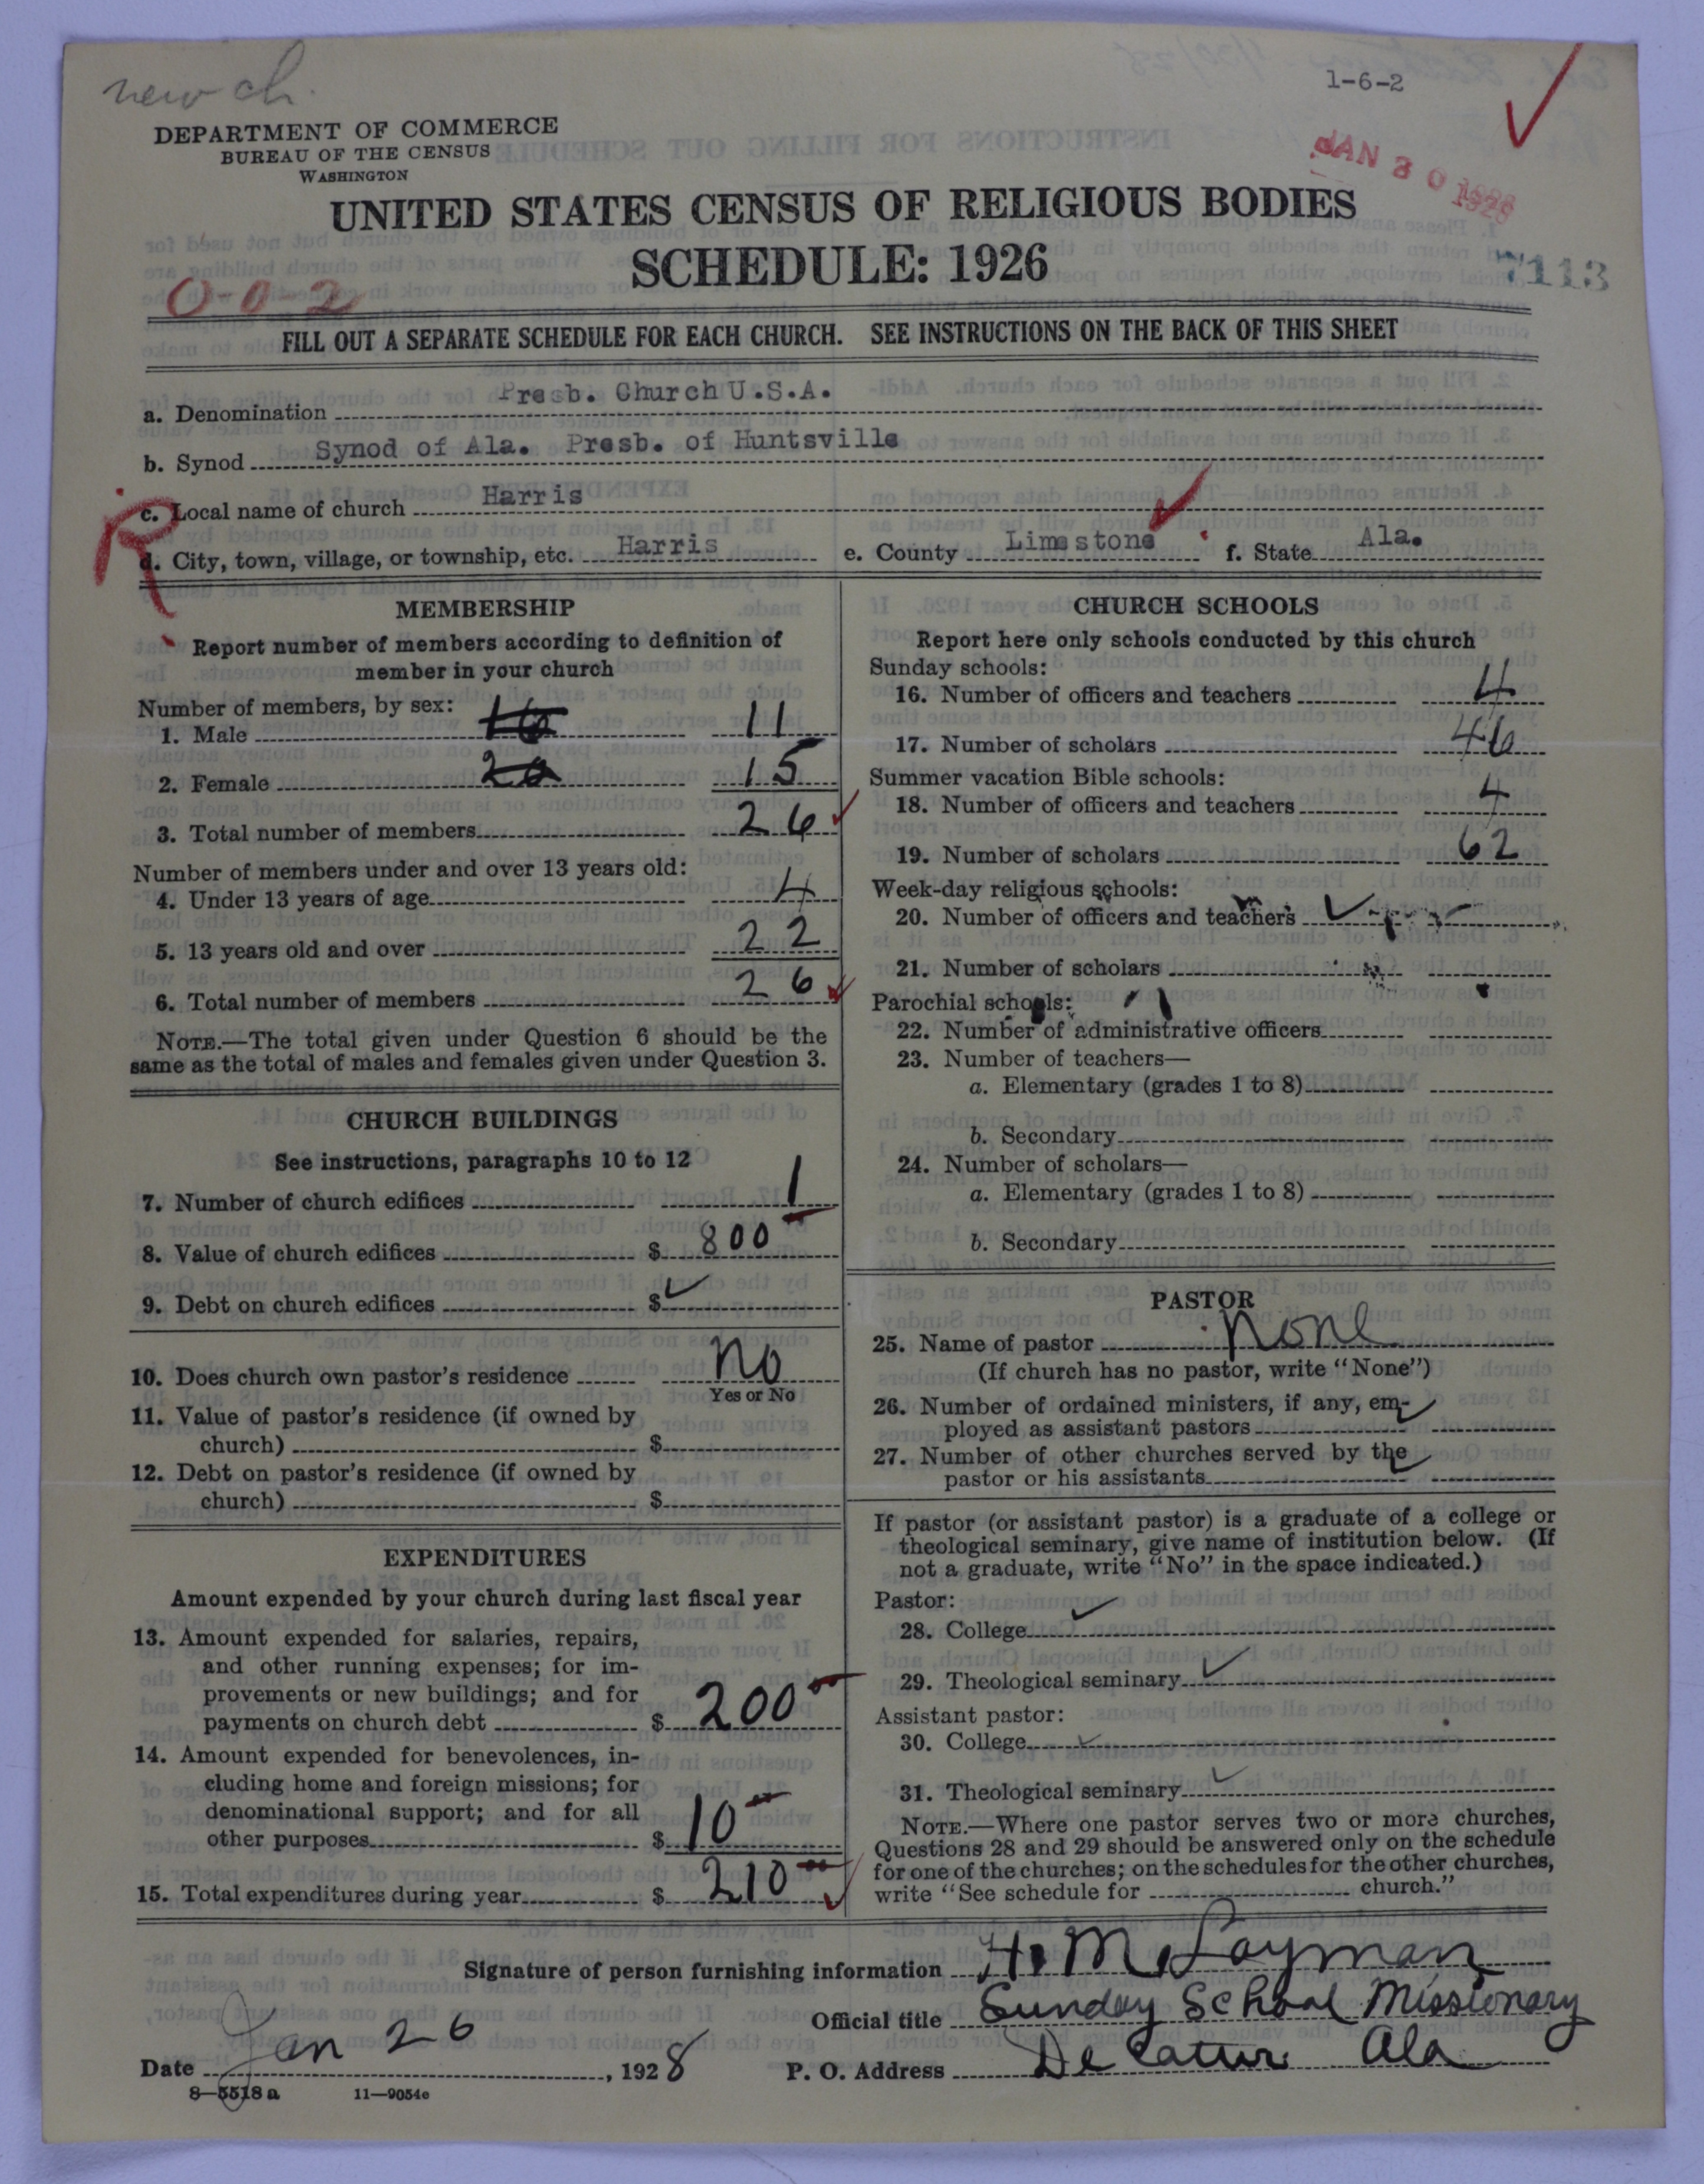 new ch.
1-6-2
DEPARTMENT OF COMMERCE
BUREAU OF THE CENSUS
WASHINGTON
JAN 30 1928
UNITED STATES CENSUS OF RELIGIOUS BODIES
SCHEDULE: 1926
7113
0-0-2
FILL OUT A SEPARATE SCHEDULE FOR EACH CHURCH. SEE INSTRUCTIONS ON THE BACK OF THIS SHEET
a. Denomination Presb. Church U.S.A.
b. Synod Synod of Ala. Presb. of Huntsville
R
c. Local name of church Harris
d. City, town, village, or township, etc. Harris e. County Limestone f. State Ala.
MEMBERSHIP
Report number of members according to definition of
member in your church
Number of members, by sex:
1. Male 16 11
2. Female 20 15
3. Total number of members 26
Number of members under and over 13 years old:
4. Under 13 years of age 4
5. 13 years old and over 22
6. Total number of members 26
NOTE.—The total given under Question 6 should be the
same as the total of males and females given under Question 3.
CHURCH BUILDINGS
See instructions, paragraphs 10 to 12
7. Number of church edifices 1
8. Value of church edifices $ 800
9. Debt on church edifices $
10. Does church own pastor's residence No
Yes or No
11. Value of pastor's residence (if owned by
church) $
12. Debt on pastor's residence (if owned by
church) $
EXPENDITURES
Amount expended by your church during last fiscal year
13. Amount expended for salaries, repairs,
and other running expenses; for im-
provements or new buildings; and for
payments on church debt $ 200
14. Amount expended for benevolences, in-
cluding home and foreign missions; for
denominational support; and for all
other purposes $ 10
15. Total expenditures during year $ 210
CHURCH SCHOOLS
Report here only schools conducted by this church
Sunday schools:
16. Number of officers and teachers 4
17. Number of scholars 46
Summer vacation Bible schools:
18. Number of officers and teachers 4
19. Number of scholars 62
Week-day religious schools:
20. Number of officers and teachers
21. Number of scholars
Parochial schools:
22. Number of administrative officers
23. Number of teachers—
a. Elementary (grades 1 to 8)
b. Secondary
24. Number of scholars—
a. Elementary (grades 1 to 8)
b. Secondary
PASTOR
25. Name of pastor None
(If church has no pastor, write "None")
26. Number of ordained ministers, if any, em-
ployed as assistant pastors
27. Number of other churches served by the
pastor or his assistants
If pastor (or assistant pastor) is a graduate of a college or
theological seminary, give name of institution below. (If
not a graduate, write "No" in the space indicated.)
Pastor:
28. College
29. Theological seminary
Assistant pastor:
30. College
31. Theological seminary
NOTE.—Where one pastor serves two or more churches,
Questions 28 and 29 should be answered only on the schedule
for one of the churches; on the schedules for the other churches,
write "See schedule for church."
Signature of person furnishing information H. M. Layman
Official title Sunday School Missionary
Date Jan 26, 1928 P. O. Address Decatur Ala
8—5518 a 11—9054c